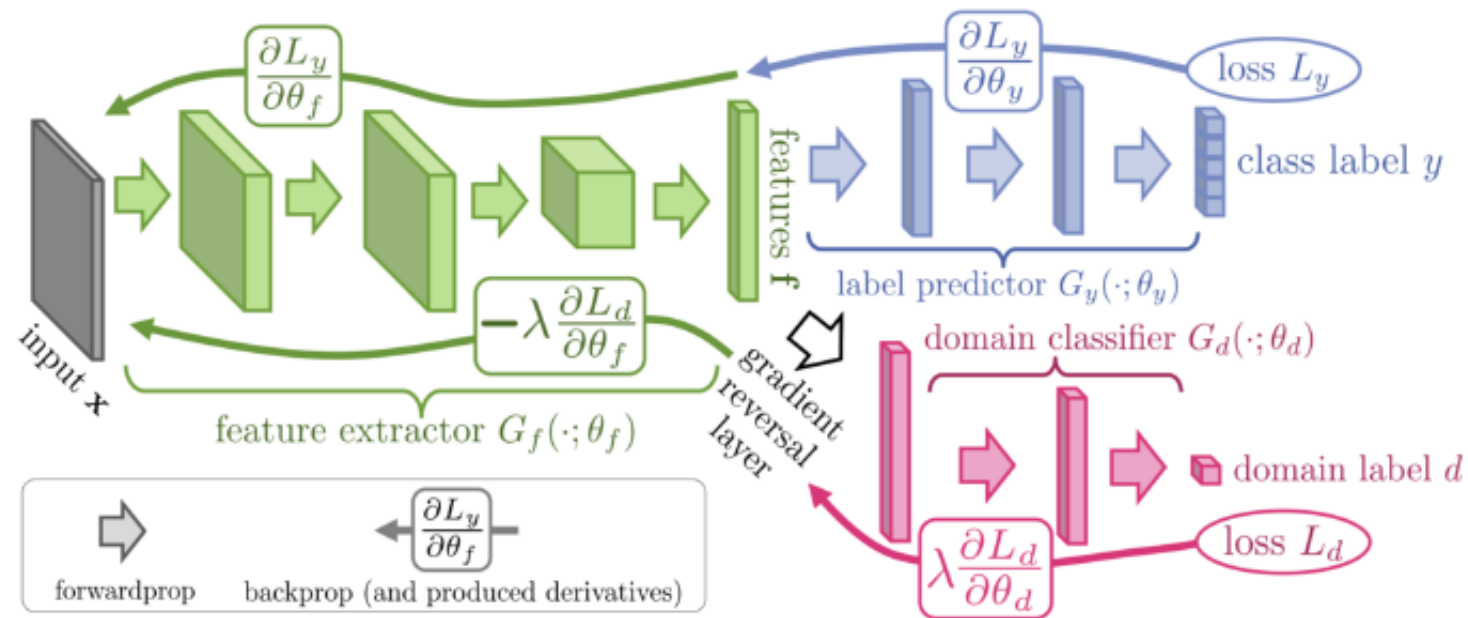 ∂L_y/∂θ_f
∂L_y/∂θ_y
loss L_y
features f
class label y
label predictor G_y(·; θ_y)
input x
−λ ∂L_d/∂θ_f
feature extractor G_f(·; θ_f)
gradient
reversal
layer
domain classifier G_d(·; θ_d)
domain label d
λ ∂L_d/∂θ_d
loss L_d
∂L_y/∂θ_f
forwardprop
backprop (and produced derivatives)